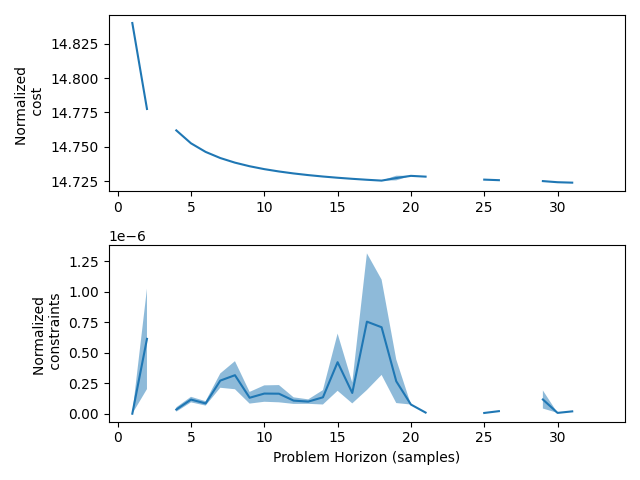 Normalized
cost
14.825
14.800
14.775
14.750
14.725
0 5 10 15 20 25 30
1e−6
Normalized
constraints
1.25
1.00
0.75
0.50
0.25
0.00
0 5 10 15 20 25 30
Problem Horizon (samples)